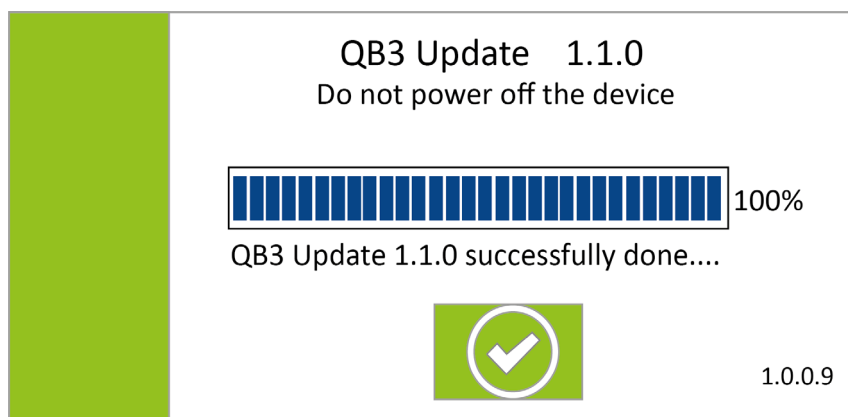 QB3 Update 1.1.0
Do not power off the device
100%
QB3 Update 1.1.0 successfully done....
1.0.0.9